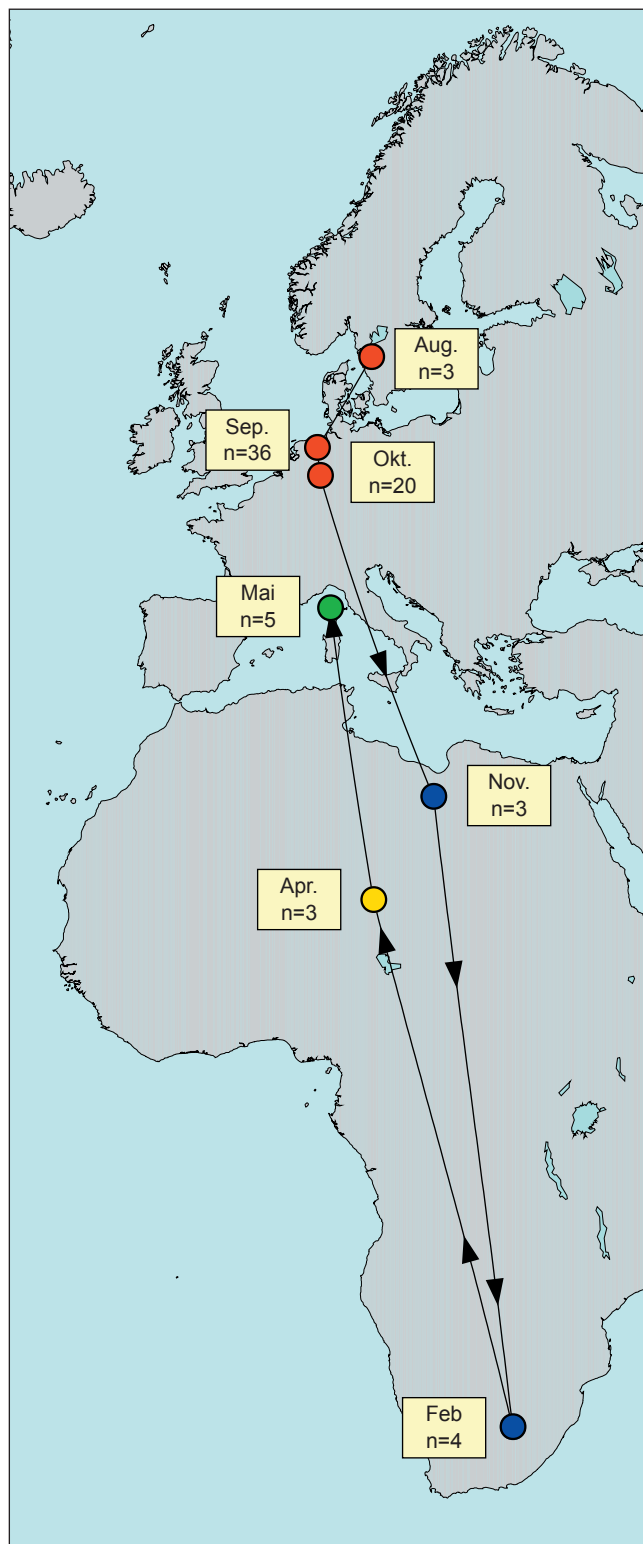 Aug.
n=3
Sep.
n=36
Okt.
n=20
Mai
n=5
Nov.
n=3
Apr.
n=3
Feb
n=4